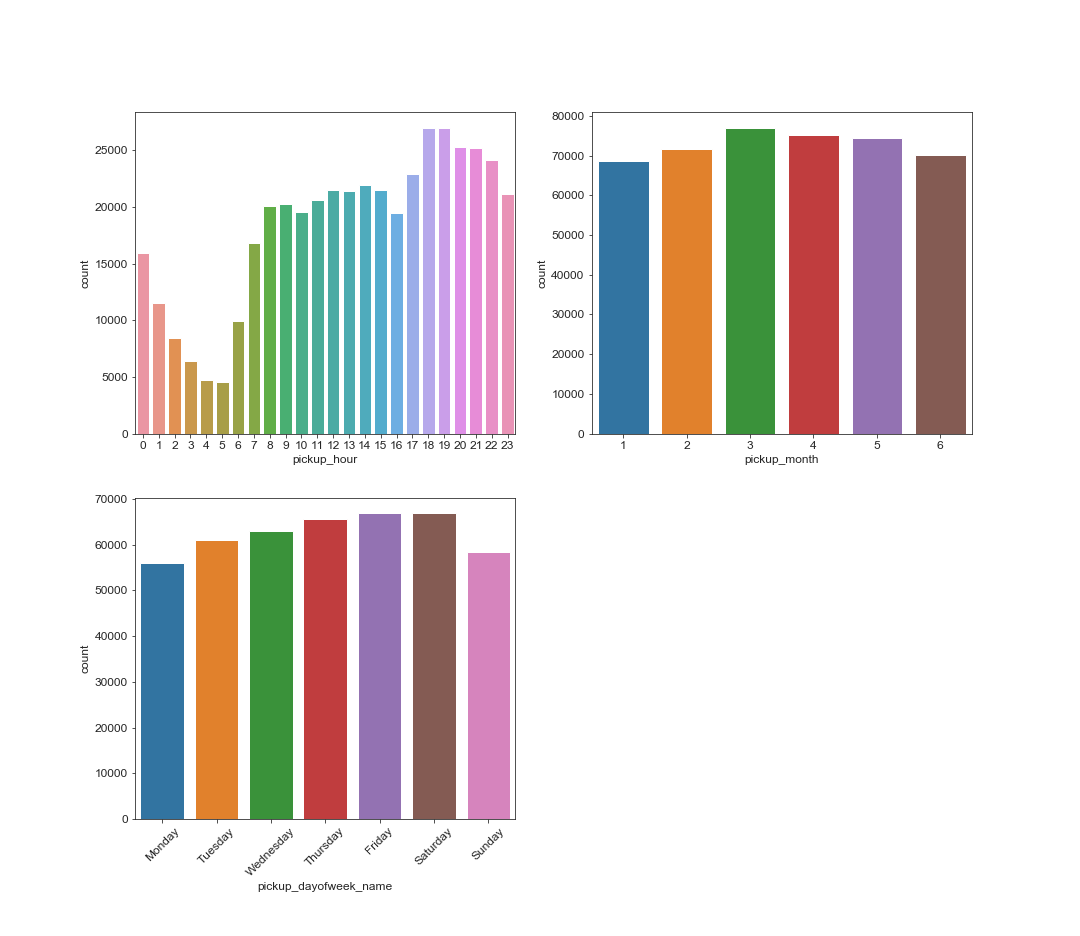 25000
20000
15000
10000
5000
0
count
0 1 2 3 4 5 6 7 8 9 10 11 12 13 14 15 16 17 18 19 20 21 22 23
pickup_hour
80000
70000
60000
50000
40000
30000
20000
10000
0
count
1 2 3 4 5 6
pickup_month
70000
60000
50000
40000
30000
20000
10000
0
count
Monday Tuesday Wednesday Thursday Friday Saturday Sunday
pickup_dayofweek_name